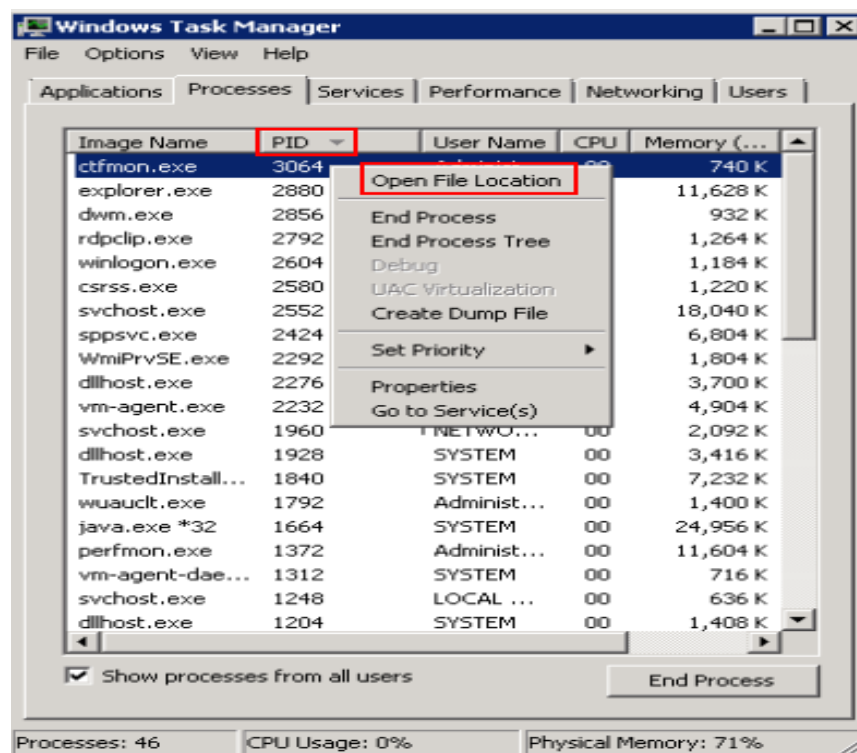 Windows Task Manager
File Options View Help
Applications Processes Services Performance Networking Users
Image Name PID User Name CPU Memory (...
ctfmon.exe 3064 740 K
Open File Location
explorer.exe 2880 11,628 K
dwm.exe 2856 End Process 932 K
rdpclip.exe 2792 End Process Tree 1,264 K
winlogon.exe 2604 Debug 1,184 K
csrss.exe 2580 UAC Virtualization 1,220 K
svchost.exe 2552 Create Dump File 18,040 K
sppsvc.exe 2424 6,804 K
WmiPrvSE.exe 2292 Set Priority 1,804 K
dllhost.exe 2276 Properties 3,700 K
vm-agent.exe 2232 Go to Service(s) 4,904 K
svchost.exe 1960 NETWO... 00 2,092 K
dllhost.exe 1928 SYSTEM 00 3,416 K
TrustedInstall... 1840 SYSTEM 00 7,232 K
wuauclt.exe 1792 Administ... 00 1,400 K
java.exe *32 1664 SYSTEM 00 24,956 K
perfmon.exe 1372 Administ... 00 11,604 K
vm-agent-dae... 1312 SYSTEM 00 716 K
svchost.exe 1248 LOCAL ... 00 636 K
dllhost.exe 1204 SYSTEM 00 1,408 K
Show processes from all users End Process
Processes: 46 CPU Usage: 0% Physical Memory: 71%